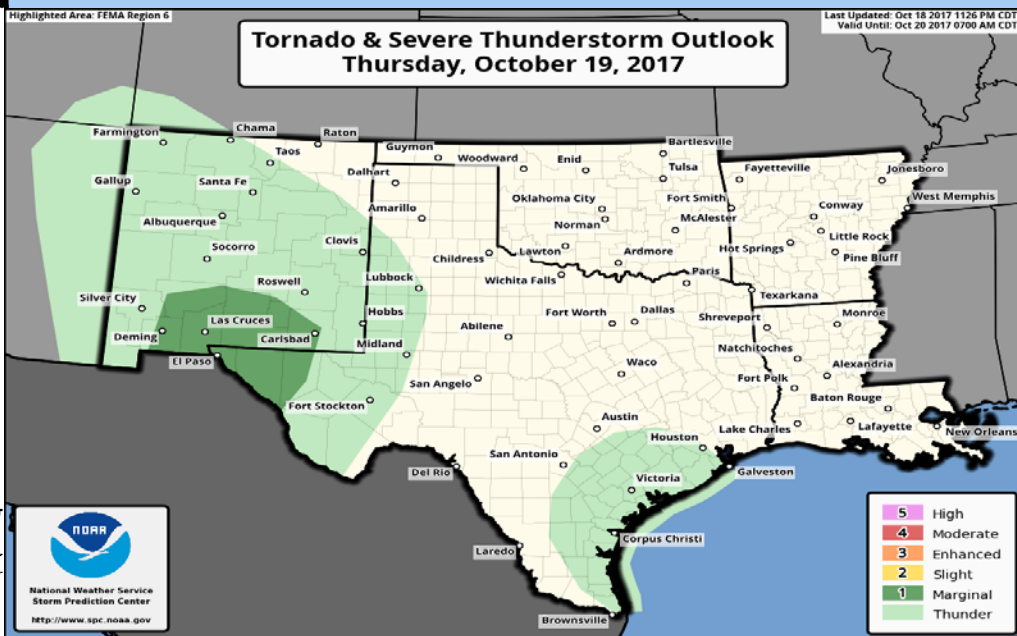 Highlighted Area: FEMA Region 6
Last Updated: Oct 18 2017 1126 PM CDT
Valid Until: Oct 20 2017 0700 AM CDT
Tornado & Severe Thunderstorm Outlook
Thursday, October 19, 2017
Farmington
Chama
Raton
Taos
Guymon
Woodward
Enid
Bartlesville
Tulsa
Fayetteville
Jonesboro
Gallup
Santa Fe
Dalhart
Amarillo
Oklahoma City
Fort Smith
West Memphis
Albuquerque
Norman
McAlester
Conway
Socorro
Clovis
Childress
Lawton
Ardmore
Hot Springs
Little Rock
Pine Bluff
Roswell
Lubbock
Wichita Falls
Paris
Texarkana
Silver City
Las Cruces
Hobbs
Abilene
Fort Worth
Dallas
Shreveport
Monroe
Deming
Carlsbad
Midland
El Paso
Natchitoches
Waco
Alexandria
San Angelo
Fort Polk
Fort Stockton
Baton Rouge
Austin
Lake Charles
Lafayette
New Orleans
Houston
San Antonio
Del Rio
Victoria
Galveston
Corpus Christi
Laredo
Brownsville
NOAA
National Weather Service
Storm Prediction Center
http://www.spc.noaa.gov
5 High
4 Moderate
3 Enhanced
2 Slight
1 Marginal
Thunder